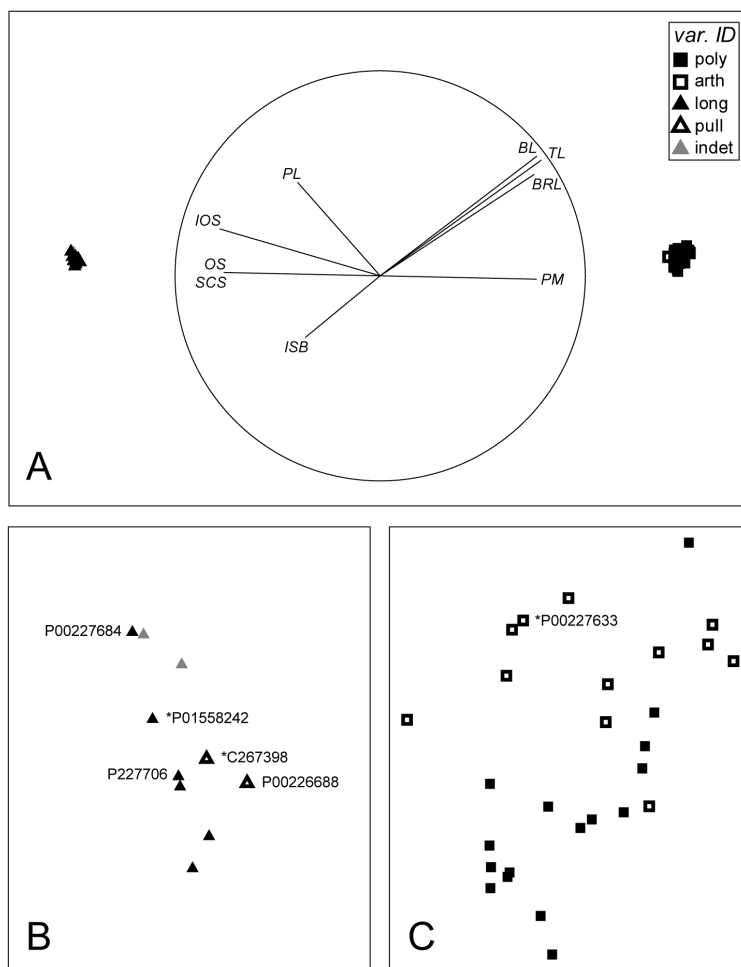 var. ID
poly
arth
long
pull
indet
BL TL
BRL
PL
IOS
OS
SCS
PM
ISB
A
P00227684
*P01558242
*C267398
P227706
P00226688
B
*P00227633
C